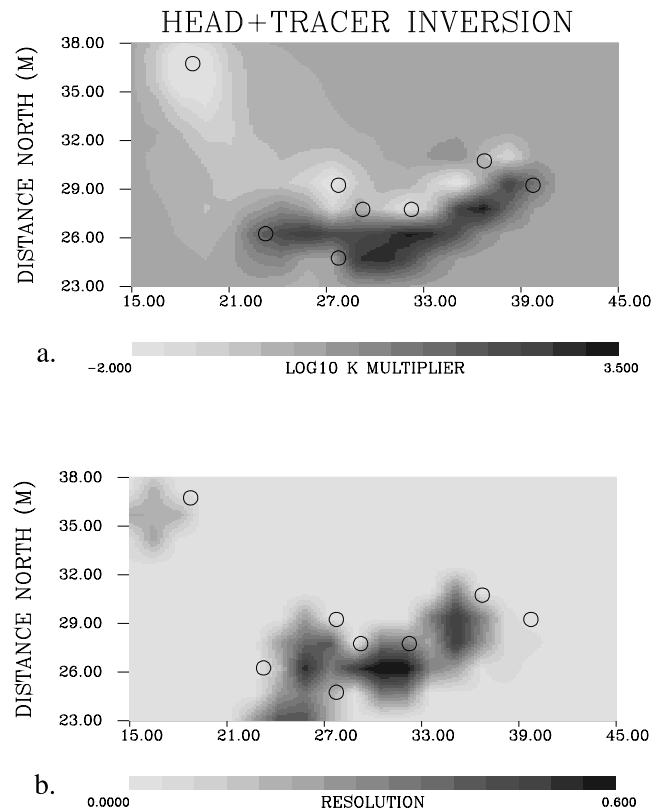 HEAD+TRACER INVERSION
DISTANCE NORTH (M)
38.00
35.00
32.00
29.00
26.00
23.00
15.00 21.00 27.00 33.00 39.00 45.00
a.
-2.000 LOG10 K MULTIPLIER 3.500
DISTANCE NORTH (M)
38.00
35.00
32.00
29.00
26.00
23.00
15.00 21.00 27.00 33.00 39.00 45.00
b.
0.0000 RESOLUTION 0.600